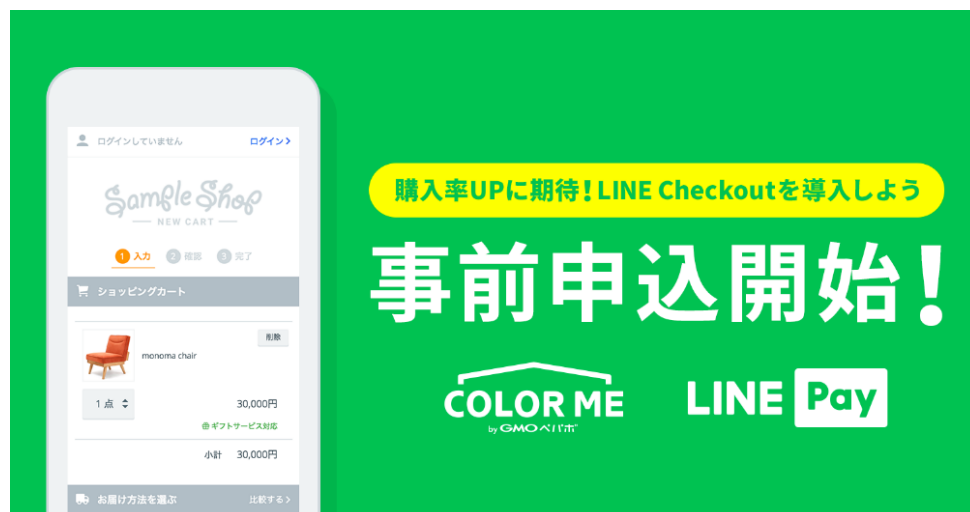 ログインしていません ログイン
Sample Shop
NEW CART
1 入力 2 確認 3 完了
ショッピングカート
削除
monoma chair
1 点 30,000円
ギフトサービス対応
小計 30,000円
お届け方法を選ぶ 比較する
購入率UPに期待!LINE Checkoutを導入しよう
事前申込開始!
COLOR ME
by GMOペパボ
LINE Pay